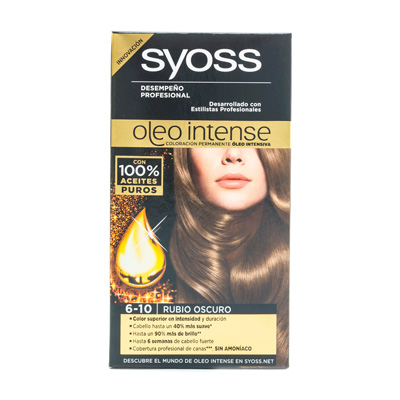 INNOVACIÓN
syoss
DESEMPEÑO
PROFESIONAL
Desarrollado con
Estilistas Profesionales
oleo intense
COLORACIÓN PERMANENTE ÓLEO INTENSIVA
CON
100%
ACEITES
PUROS
6-10 RUBIO OSCURO
• Color superior en intensidad y duración
• Cabello hasta un 40% más suave*
• Hasta un 90% más de brillo**
• Hasta 6 semanas de cabello fuerte
• Cobertura profesional de canas***. SIN AMONÍACO
DESCUBRE EL MUNDO DE OLEO INTENSE EN SYOSS.NET